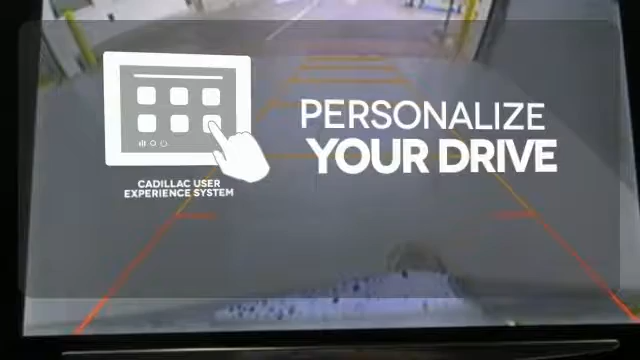 CADILLAC USER
EXPERIENCE SYSTEM
PERSONALIZE
YOUR DRIVE